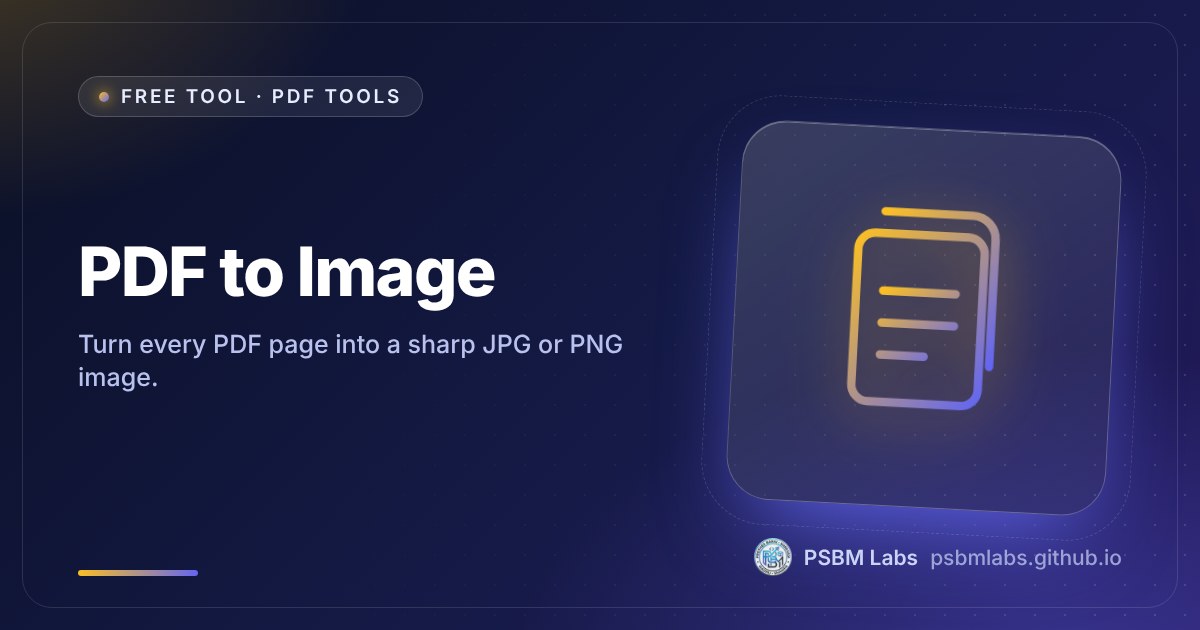 FREE TOOL · PDF TOOLS
PDF to Image
Turn every PDF page into a sharp JPG or PNG
image.
PSBM Labs psbmlabs.github.io